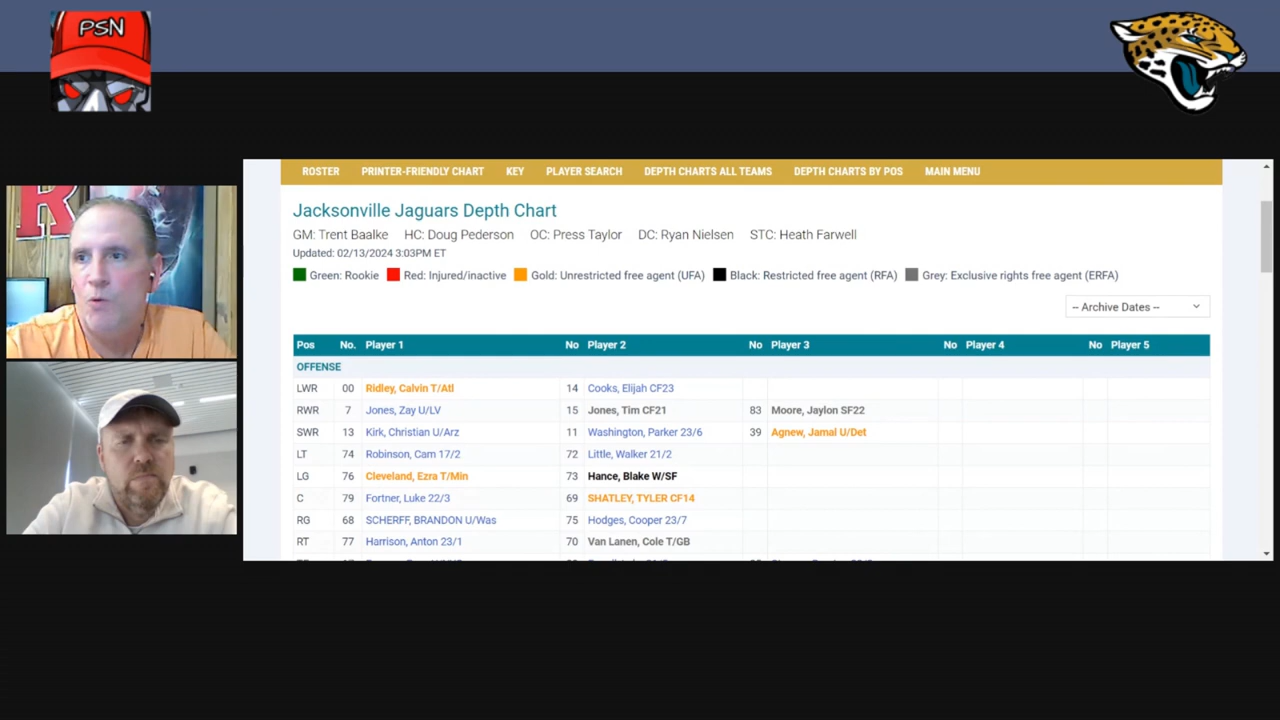 PSN
R
ROSTER PRINTER-FRIENDLY CHART KEY PLAYER SEARCH DEPTH CHARTS ALL TEAMS DEPTH CHARTS BY POS MAIN MENU
Jacksonville Jaguars Depth Chart
GM: Trent Baalke HC: Doug Pederson OC: Press Taylor DC: Ryan Nielsen STC: Heath Farwell
Updated: 02/13/2024 3:03PM ET
Green: Rookie Red: Injured/inactive Gold: Unrestricted free agent (UFA) Black: Restricted free agent (RFA) Grey: Exclusive rights free agent (ERFA)
-- Archive Dates --
Pos No. Player 1 No Player 2 No Player 3 No Player 4 No Player 5
OFFENSE
LWR 00 Ridley, Calvin T/Atl 14 Cooks, Elijah CF23
RWR 7 Jones, Zay U/LV 15 Jones, Tim CF21 83 Moore, Jaylon SF22
SWR 13 Kirk, Christian U/Arz 11 Washington, Parker 23/6 39 Agnew, Jamal U/Det
LT 74 Robinson, Cam 17/2 72 Little, Walker 21/2
LG 76 Cleveland, Ezra T/Min 73 Hance, Blake W/SF
C 79 Fortner, Luke 22/3 69 SHATLEY, TYLER CF14
RG 68 SCHERFF, BRANDON U/Was 75 Hodges, Cooper 23/7
RT 77 Harrison, Anton 23/1 70 Van Lanen, Cole T/GB